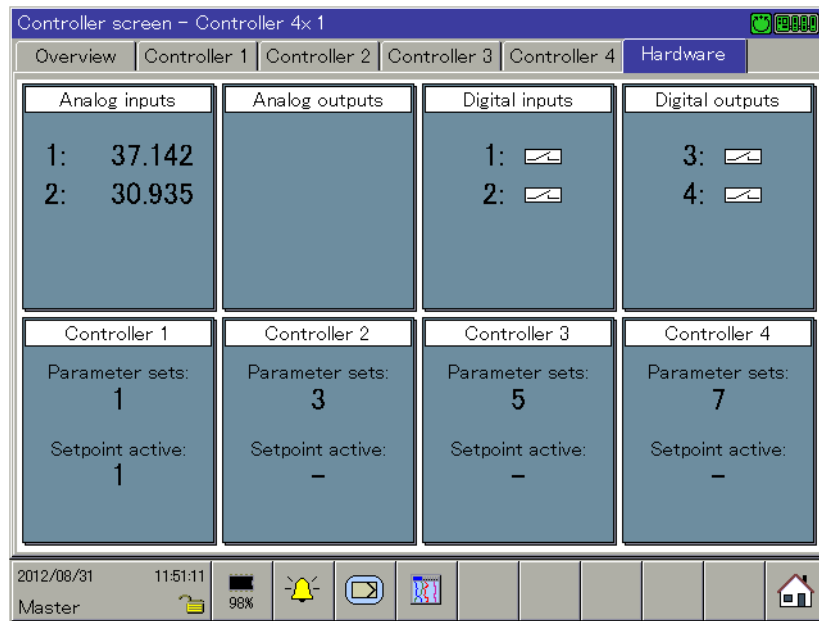 Controller screen - Controller 4x 1
Overview Controller 1 Controller 2 Controller 3 Controller 4 Hardware
Analog inputs Analog outputs Digital inputs Digital outputs
1: 37.142 1: 3:
2: 30.935 2: 4:
Controller 1 Controller 2 Controller 3 Controller 4
Parameter sets: Parameter sets: Parameter sets: Parameter sets:
1 3 5 7
Setpoint active: Setpoint active: Setpoint active: Setpoint active:
1 - - -
2012/08/31 11:51:11
Master 98%